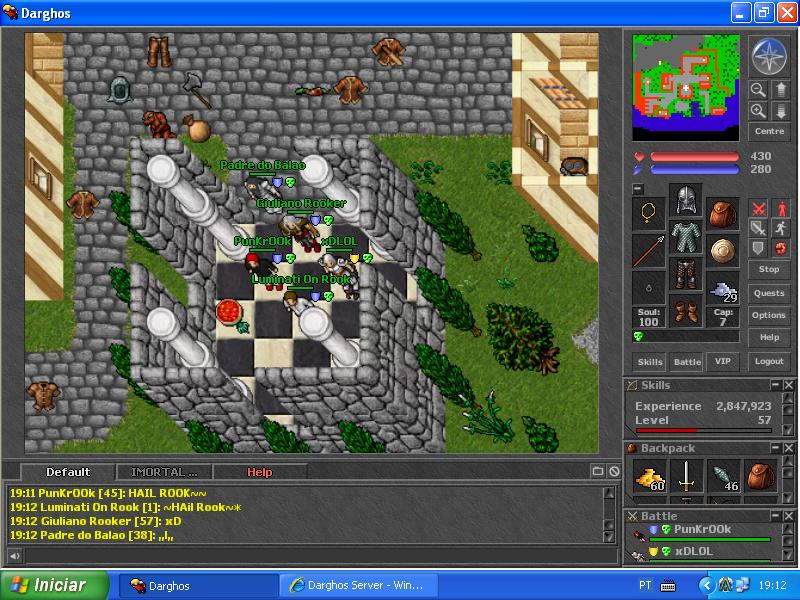 Darghos
Padre do Balao
Giuliano Rooker
PunKr0Ok
xDLOL
Luminati On Rook
Centre
430
280
29
Soul:
100
Cap:
7
Stop
Quests
Options
Help
Skills
Battle
VIP
Logout
Skills
Experience 2,847,923
Level 57
Backpack
60
46
Battle
PunKr0Ok
xDLOL
Default
IMORTAL ...
Help
19:11 PunKr0Ok [45]: HAIL ROOK~~
19:12 Luminati On Rook [1]: ~HAil Rook~*
19:12 Giuliano Rooker [57]: xD
19:12 Padre do Balao [38]: ,,I,,
Iniciar
Darghos
Darghos Server - Win...
PT
19:12